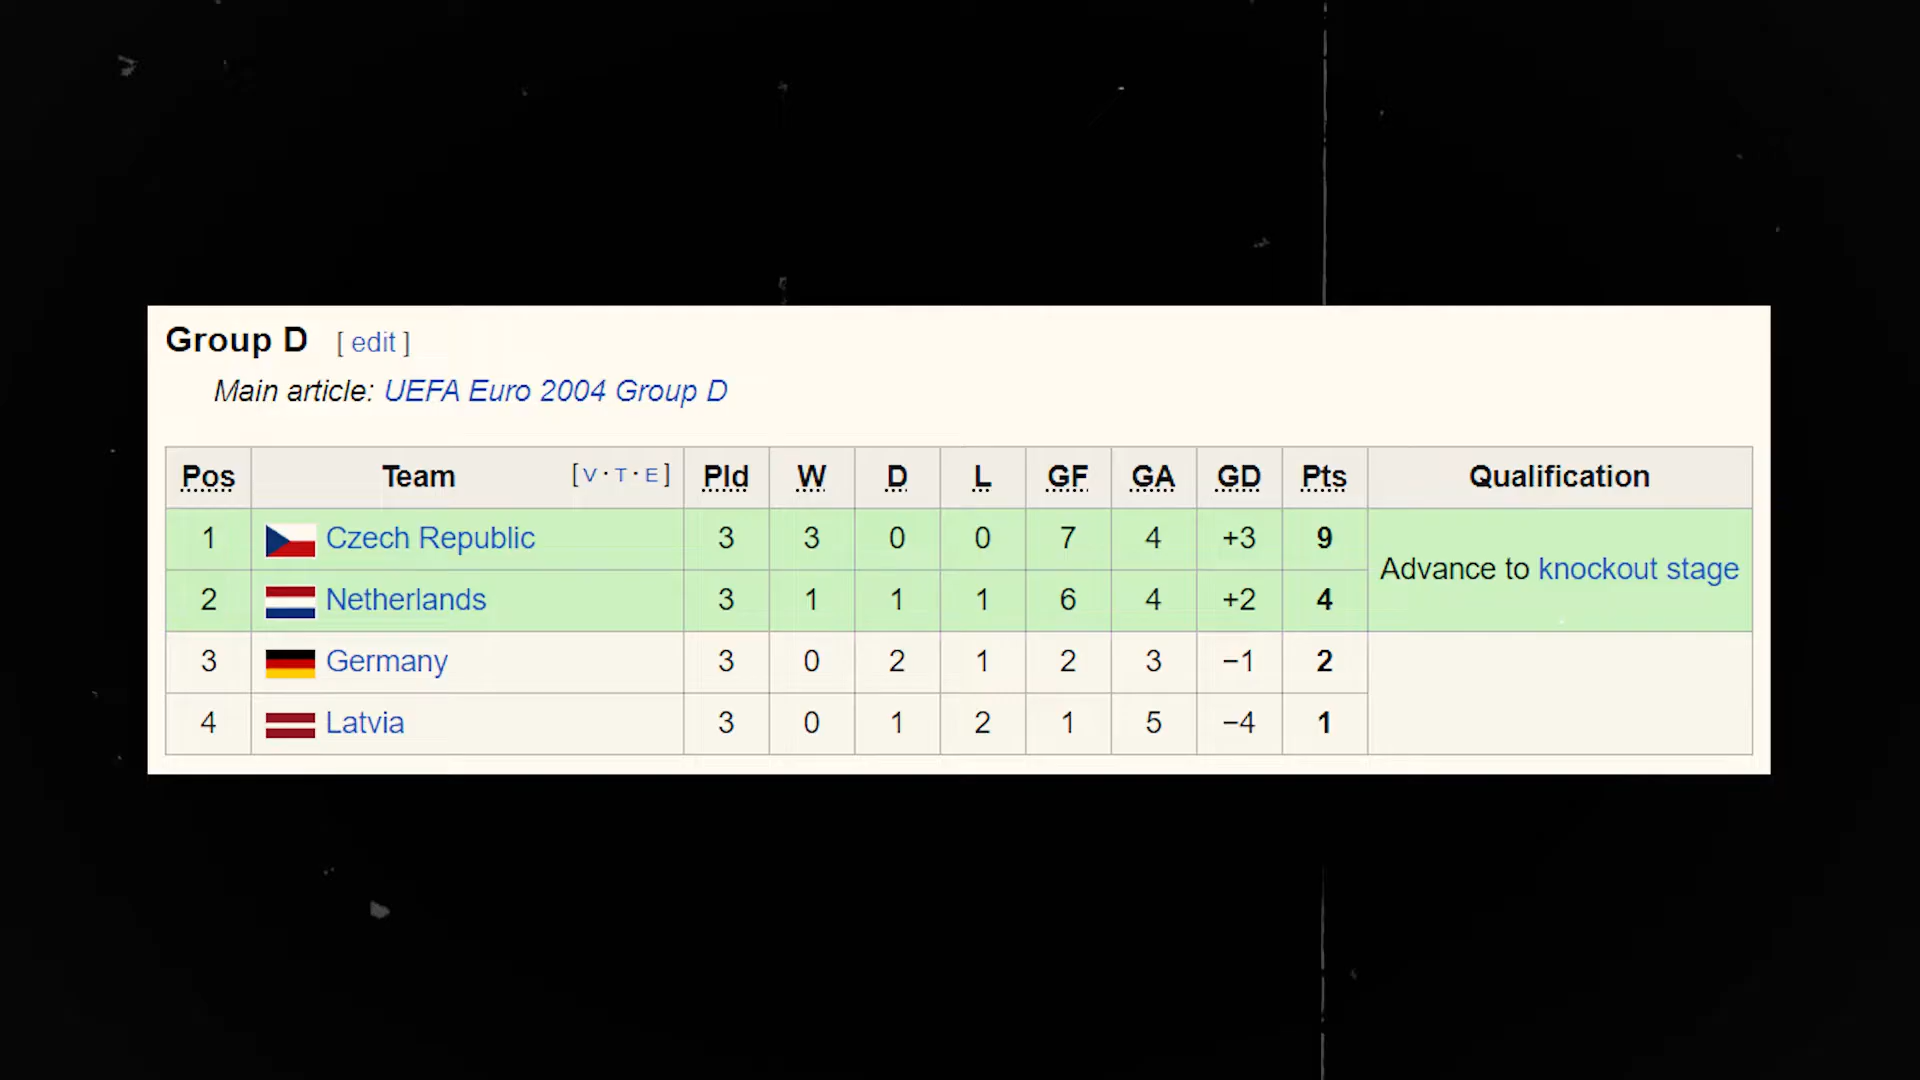 Group D [ edit ]
Main article: UEFA Euro 2004 Group D
Pos Team [V·T·E] Pld W D L GF GA GD Pts Qualification
1 Czech Republic 3 3 0 0 7 4 +3 9
Advance to knockout stage
2 Netherlands 3 1 1 1 6 4 +2 4
3 Germany 3 0 2 1 2 3 −1 2
4 Latvia 3 0 1 2 1 5 −4 1